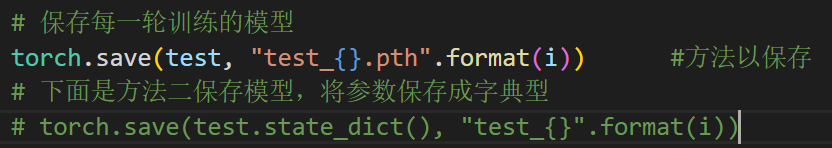 # 保存每一轮训练的模型
torch.save(test, "test_{}.pth".format(i)) #方法以保存
# 下面是方法二保存模型，将参数保存成字典型
# torch.save(test.state_dict(), "test_{}".format(i))